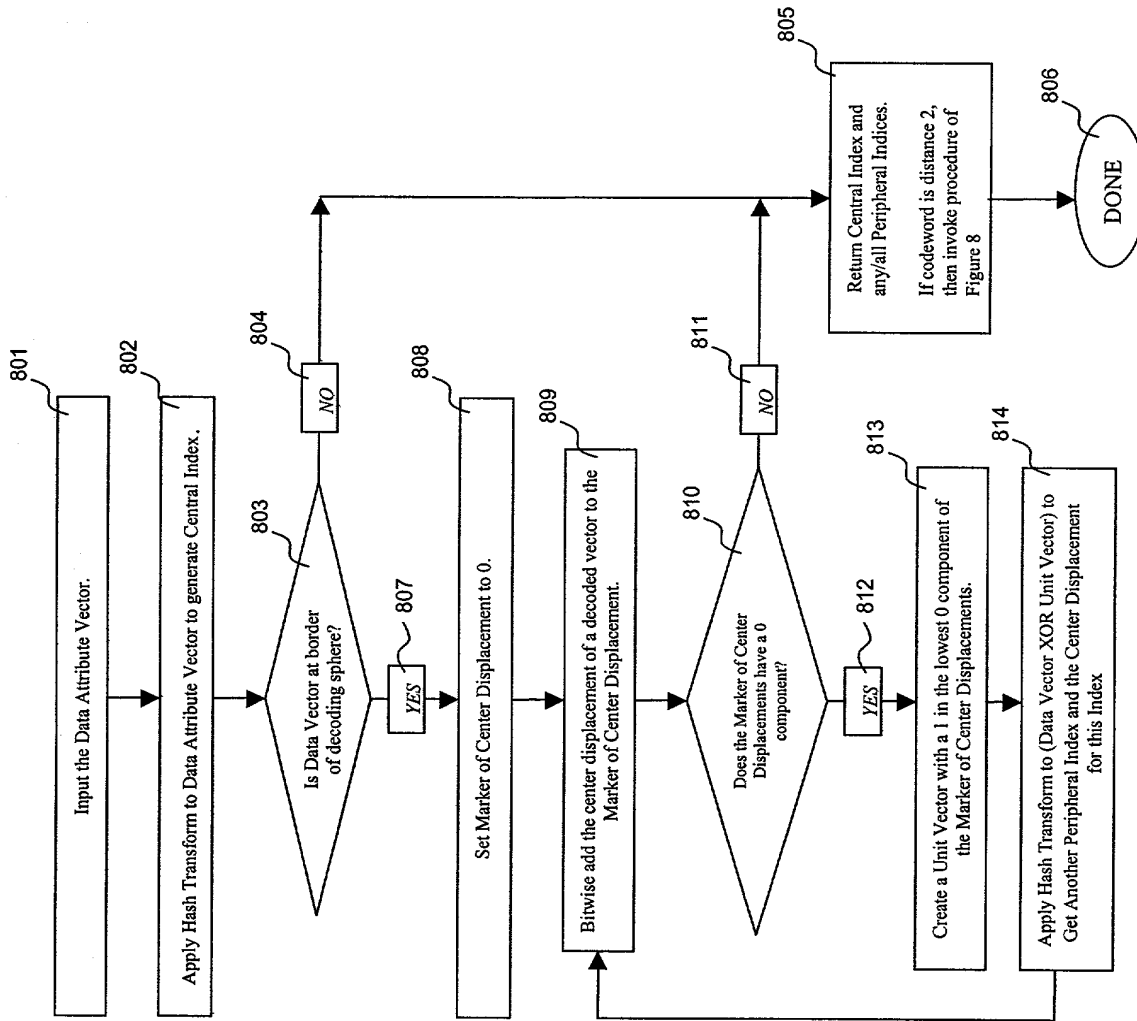 801
Input the Data Attribute Vector.
802
Apply Hash Transform to Data Attribute Vector to generate Central Index.
803
Is Data Vector at border
of decoding sphere?
804
NO
805
Return Central Index and
any/all Peripheral Indices.
If codeword is distance 2,
then invoke procedure of
Figure 8
806
DONE
807
YES
808
Set Marker of Center Displacement to 0.
809
Bitwise add the center displacement of a decoded vector to the
Marker of Center Displacement.
810
Does the Marker of Center
Displacements have a 0
component?
811
NO
812
YES
813
Create a Unit Vector with a 1 in the lowest 0 component of
the Marker of Center Displacements.
814
Apply Hash Transform to (Data Vector XOR Unit Vector) to
Get Another Peripheral Index and the Center Displacement
for this Index